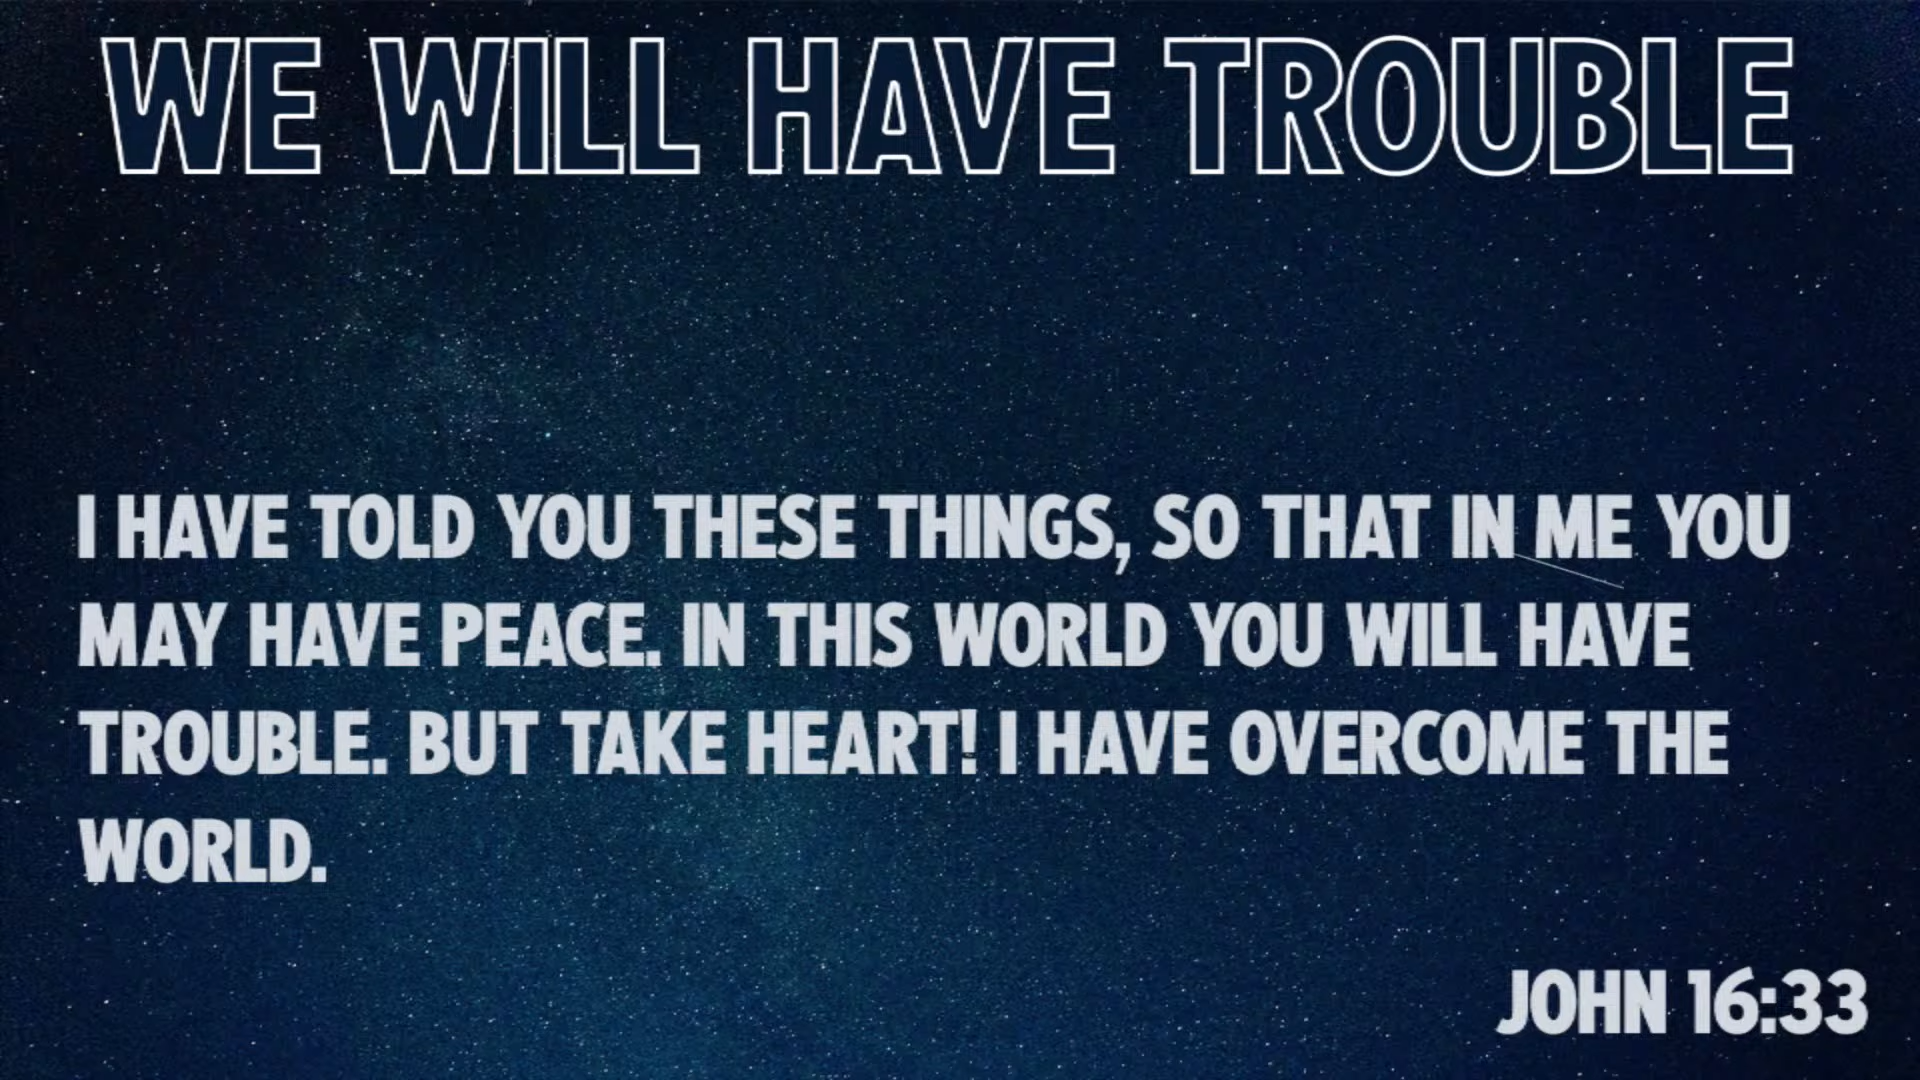 WE WILL HAVE TROUBLE
I HAVE TOLD YOU THESE THINGS, SO THAT IN ME YOU
MAY HAVE PEACE. IN THIS WORLD YOU WILL HAVE
TROUBLE. BUT TAKE HEART! I HAVE OVERCOME THE
WORLD.
JOHN 16:33